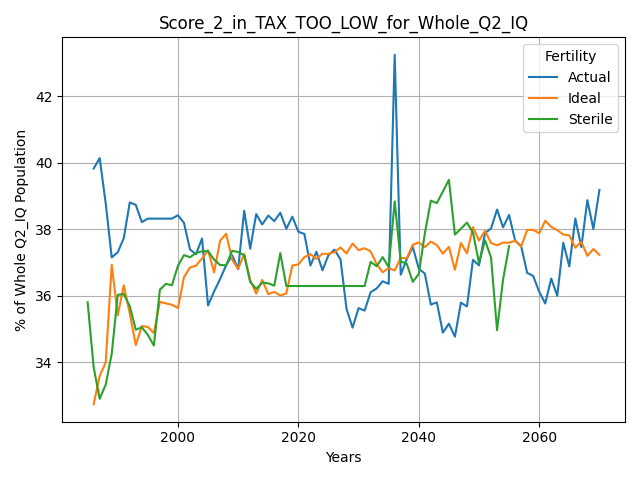 Score_2_in_TAX_TOO_LOW_for_Whole_Q2_IQ
Fertility
Actual
Ideal
Sterile
% of Whole Q2_IQ Population
42
40
38
36
34
2000
2020
2040
2060
Years